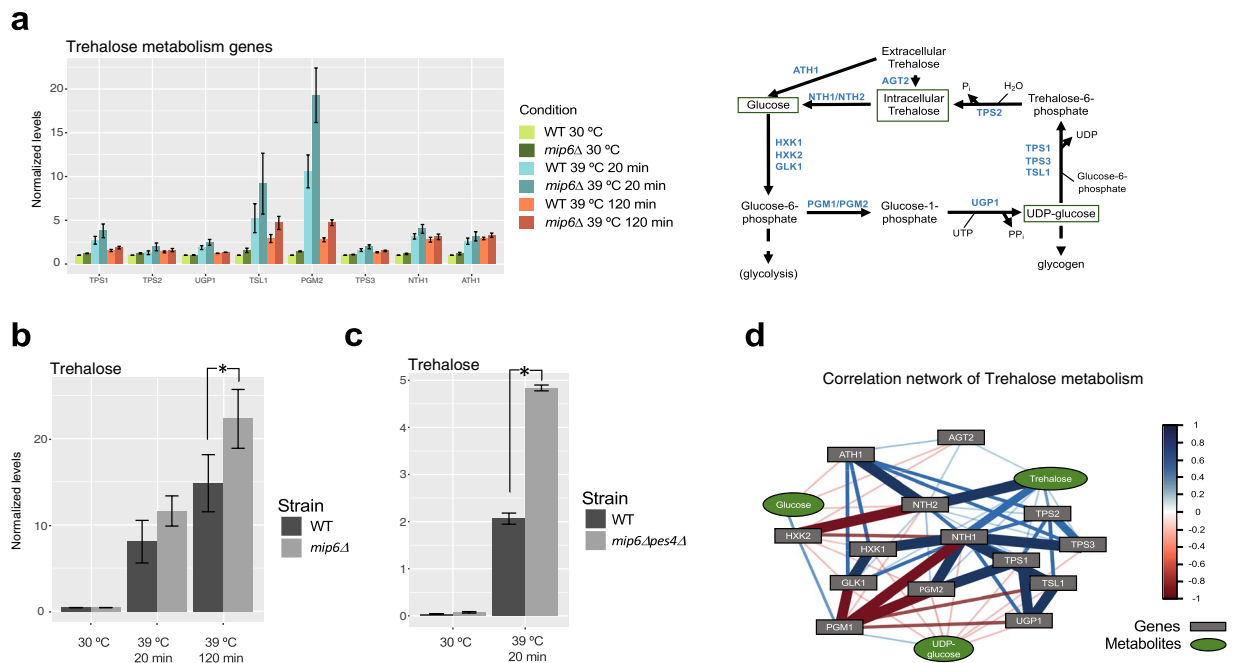 a
Trehalose metabolism genes
Normalized levels
20
15
10
5
0
TPS1 TPS2 UGP1 TSL1 PGM2 TPS3 NTH1 ATH1
Condition
WT 30 ºC
mip6Δ 30 ºC
WT 39 ºC 20 min
mip6Δ 39 ºC 20 min
WT 39 ºC 120 min
mip6Δ 39 ºC 120 min
Extracellular
Trehalose
ATH1
AGT2
Glucose
NTH1/NTH2
Intracellular
Trehalose
Pi
H2O
TPS2
Trehalose-6-
phosphate
HXK1
HXK2
GLK1
UDP
TPS1
TPS3
TSL1
Glucose-6-
phosphate
Glucose-6-
phosphate
PGM1/PGM2
Glucose-1-
phosphate
UGP1
UTP
PPi
UDP-glucose
(glycolysis)
glycogen
b
Trehalose
Normalized levels
20
10
0
*
30 ºC
39 ºC
20 min
39 ºC
120 min
Strain
WT
mip6Δ
c
Trehalose
5
4
3
2
1
0
*
30 ºC
39 ºC
20 min
Strain
WT
mip6Δpes4Δ
d
Correlation network of Trehalose metabolism
AGT2
ATH1
Trehalose
Glucose
NTH2
TPS2
HXK2
NTH1
TPS3
HXK1
TPS1
GLK1
PGM2
TSL1
PGM1
UGP1
UDP-
glucose
1
0.8
0.6
0.4
0.2
0
-0.2
-0.4
-0.6
-0.8
-1
Genes
Metabolites